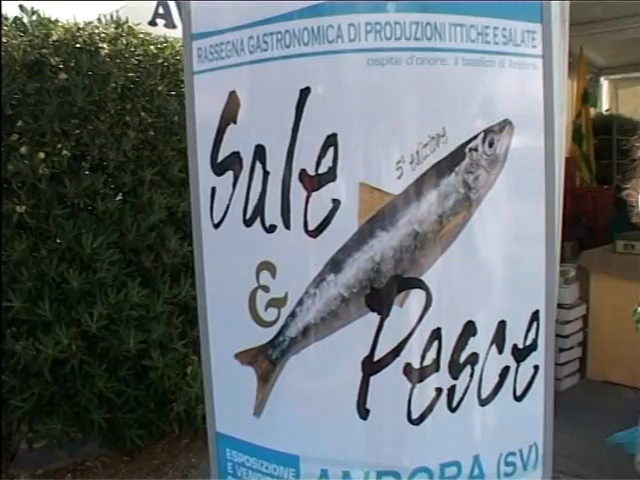 RASSEGNA GASTRONOMICA DI PRODUZIONI ITTICHE E SALATE
ospite d'onore: il basilico di Andora
5ª edizione
Sale
&
Pesce
ESPOSIZIONE
ANDORA (SV)